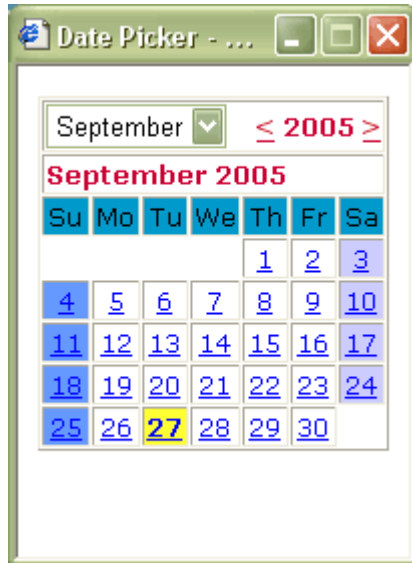 Date Picker - ...
September < 2005 >
September 2005
Su Mo Tu We Th Fr Sa
1 2 3
4 5 6 7 8 9 10
11 12 13 14 15 16 17
18 19 20 21 22 23 24
25 26 27 28 29 30